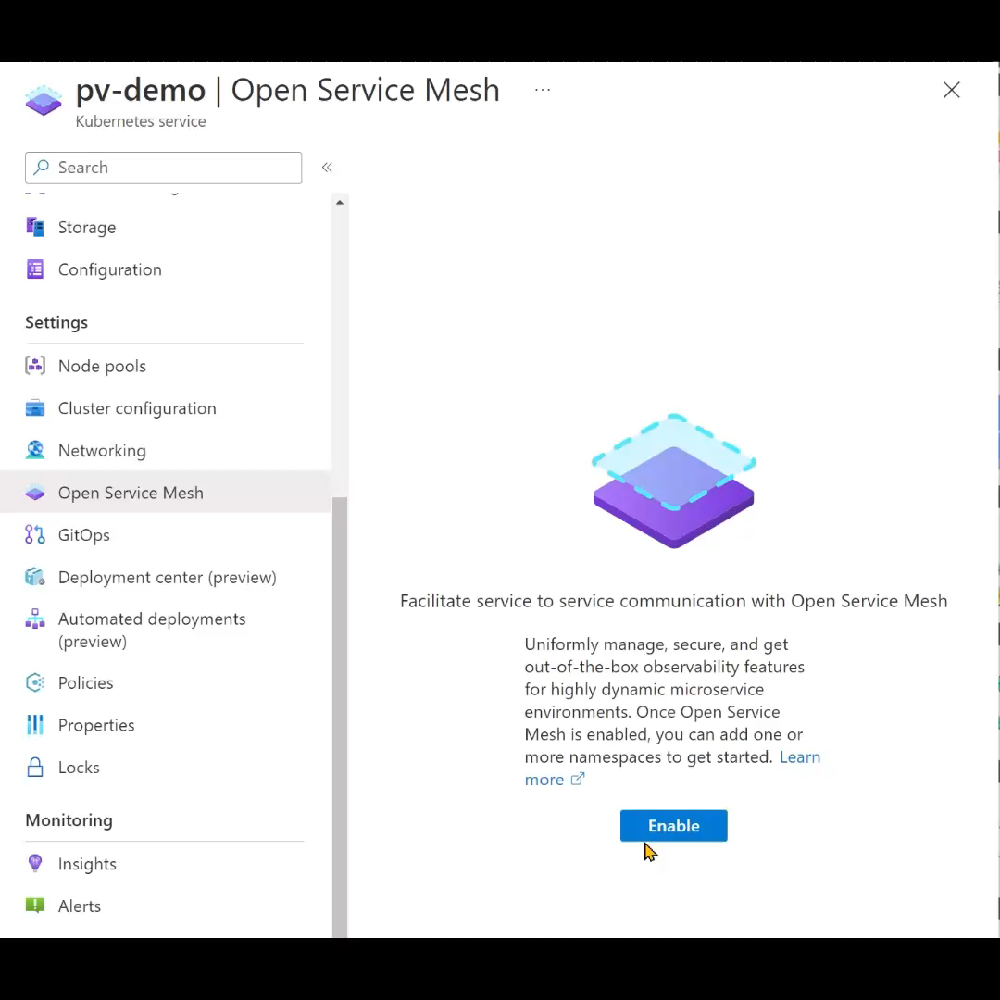 pv-demo | Open Service Mesh ...
Kubernetes service
Search
Storage
Configuration
Settings
Node pools
Cluster configuration
Networking
Open Service Mesh
GitOps
Deployment center (preview)
Automated deployments
(preview)
Policies
Properties
Locks
Monitoring
Insights
Alerts
Facilitate service to service communication with Open Service Mesh
Uniformly manage, secure, and get
out-of-the-box observability features
for highly dynamic microservice
environments. Once Open Service
Mesh is enabled, you can add one or
more namespaces to get started. Learn
more
Enable